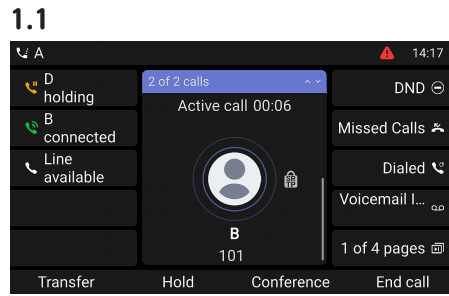 1.1
A
14:17
D
holding
B
connected
Line
available
2 of 2 calls
Active call 00:06
SRTP
B
101
DND
Missed Calls
Dialed
Voicemail I...
1 of 4 pages
Transfer
Hold
Conference
End call